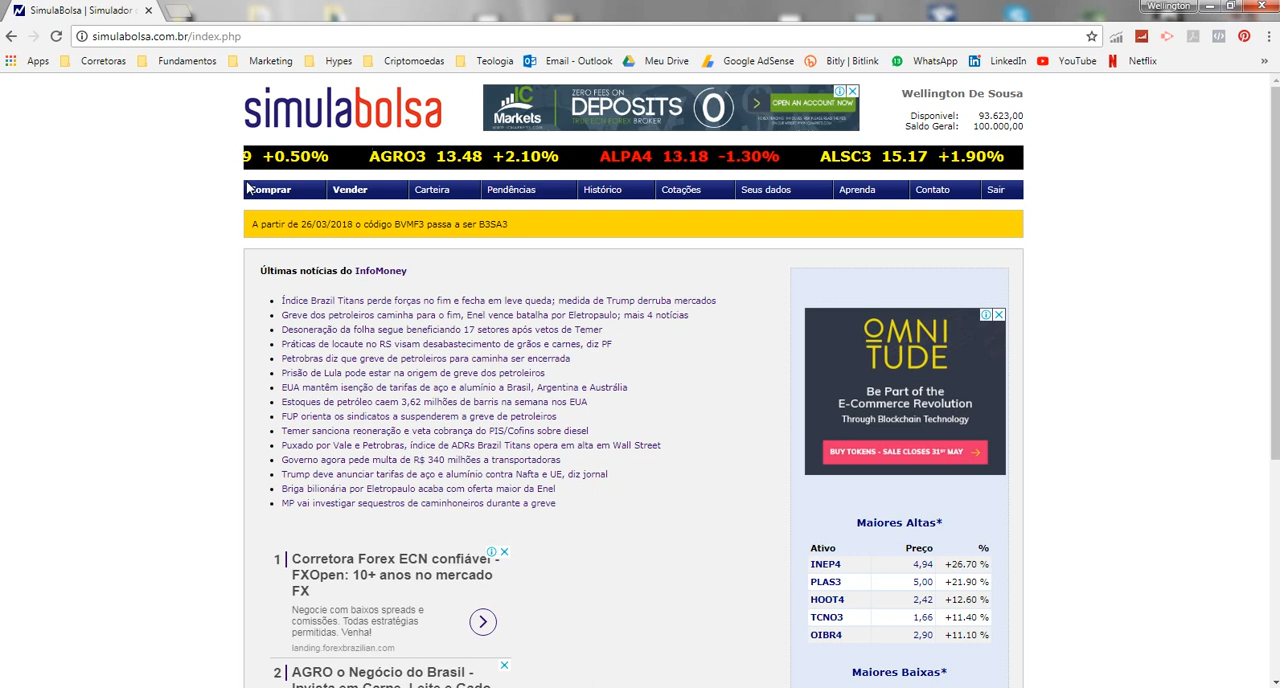 SimulaBolsa | Simulador
Wellington
simulabolsa.com.br/index.php
Apps Corretoras Fundamentos Marketing Hypes Criptomoedas Teologia Email - Outlook Meu Drive Google AdSense Bitly | Bitlink WhatsApp LinkedIn YouTube Netflix »
simulabolsa
IC Markets
ZERO FEES ON
DEPOSITS 0
TRUE ECN FOREX BROKER
OPEN AN ACCOUNT NOW
Wellington De Sousa
Disponivel: 93.623,00
Saldo Geral: 100.000,00
9 +0.50% AGRO3 13.48 +2.10% ALPA4 13.18 -1.30% ALSC3 15.17 +1.90%
Comprar Vender Carteira Pendências Histórico Cotações Seus dados Aprenda Contato Sair
A partir de 26/03/2018 o código BVMF3 passa a ser B3SA3
Últimas notícias do InfoMoney
Índice Brazil Titans perde forças no fim e fecha em leve queda; medida de Trump derruba mercados
Greve dos petroleiros caminha para o fim, Enel vence batalha por Eletropaulo; mais 4 notícias
Desoneração da folha segue beneficiando 17 setores após vetos de Temer
Práticas de locaute no RS visam desabastecimento de grãos e carnes, diz PF
Petrobras diz que greve de petroleiros para caminha ser encerrada
Prisão de Lula pode estar na origem de greve dos petroleiros
EUA mantêm isenção de tarifas de aço e alumínio a Brasil, Argentina e Austrália
Estoques de petróleo caem 3,62 milhões de barris na semana nos EUA
FUP orienta os sindicatos a suspenderem a greve de petroleiros
Temer sanciona reoneração e veta cobrança do PIS/Cofins sobre diesel
Puxado por Vale e Petrobras, índice de ADRs Brazil Titans opera em alta em Wall Street
Governo agora pede multa de R$ 340 milhões a transportadoras
Trump deve anunciar tarifas de aço e alumínio contra Nafta e UE, diz jornal
Briga bilionária por Eletropaulo acaba com oferta maior da Enel
MP vai investigar sequestros de caminhoneiros durante a greve
1 Corretora Forex ECN confiável -
FXOpen: 10+ anos no mercado
FX
Negocie com baixos spreads e
comissões. Todas estratégias
permitidas. Venha!
landing.forexbrazilian.com
2 AGRO o Negócio do Brasil -
Invista em Carne, Leite e Gado
OMNI
TUDE
Be Part of the
E-Commerce Revolution
Through Blockchain Technology
BUY TOKENS - SALE CLOSES 31ST MAY
Maiores Altas*
Ativo Preço %
INEP4 4,94 +26.70 %
PLAS3 5,00 +21.90 %
HOOT4 2,42 +12.60 %
TCNO3 1,66 +11.40 %
OIBR4 2,90 +11.10 %
Maiores Baixas*